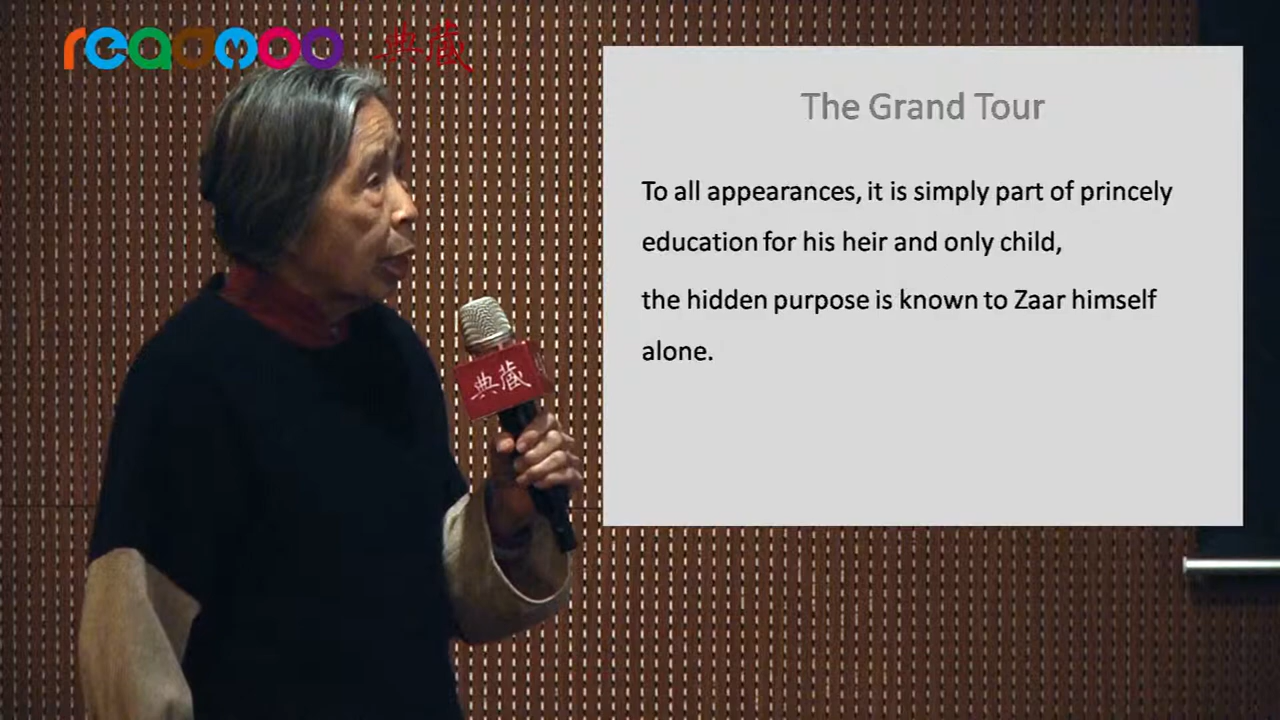 readmoo 典藏
The Grand Tour
To all appearances, it is simply part of princely
education for his heir and only child,
the hidden purpose is known to Zaar himself
alone.
典藏